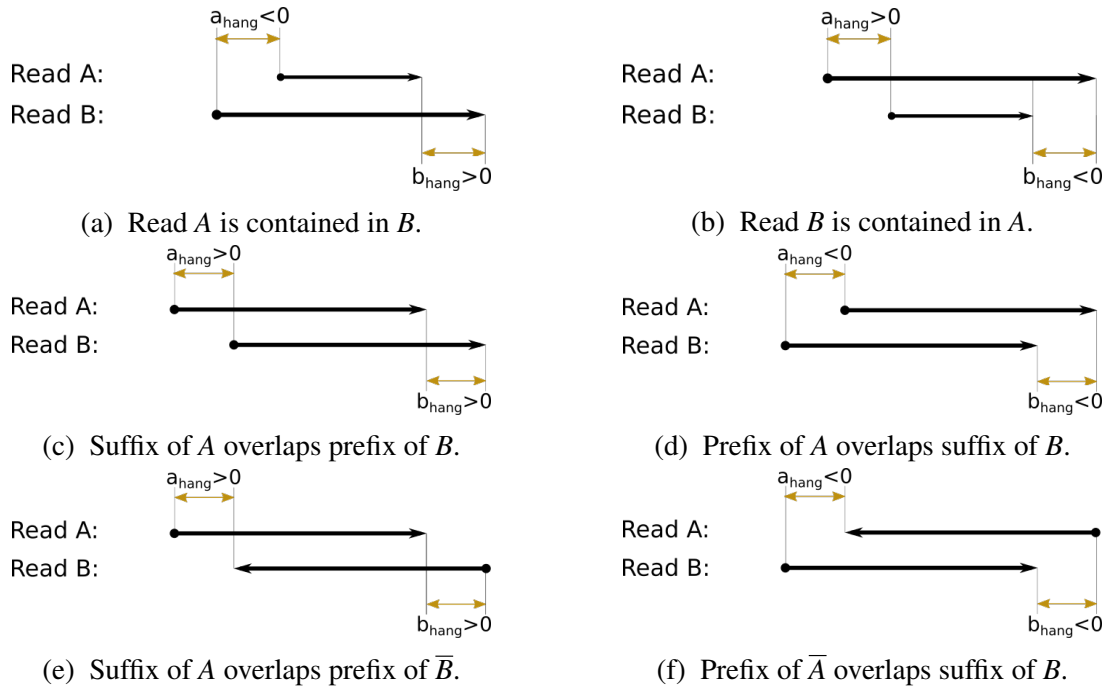 a_hang<0
Read A:
Read B:
b_hang>0
(a) Read A is contained in B.
a_hang>0
Read A:
Read B:
b_hang<0
(b) Read B is contained in A.
a_hang>0
Read A:
Read B:
b_hang>0
(c) Suffix of A overlaps prefix of B.
a_hang<0
Read A:
Read B:
b_hang<0
(d) Prefix of A overlaps suffix of B.
a_hang>0
Read A:
Read B:
b_hang>0
(e) Suffix of A overlaps prefix of B̅.
a_hang<0
Read A:
Read B:
b_hang<0
(f) Prefix of A̅ overlaps suffix of B.